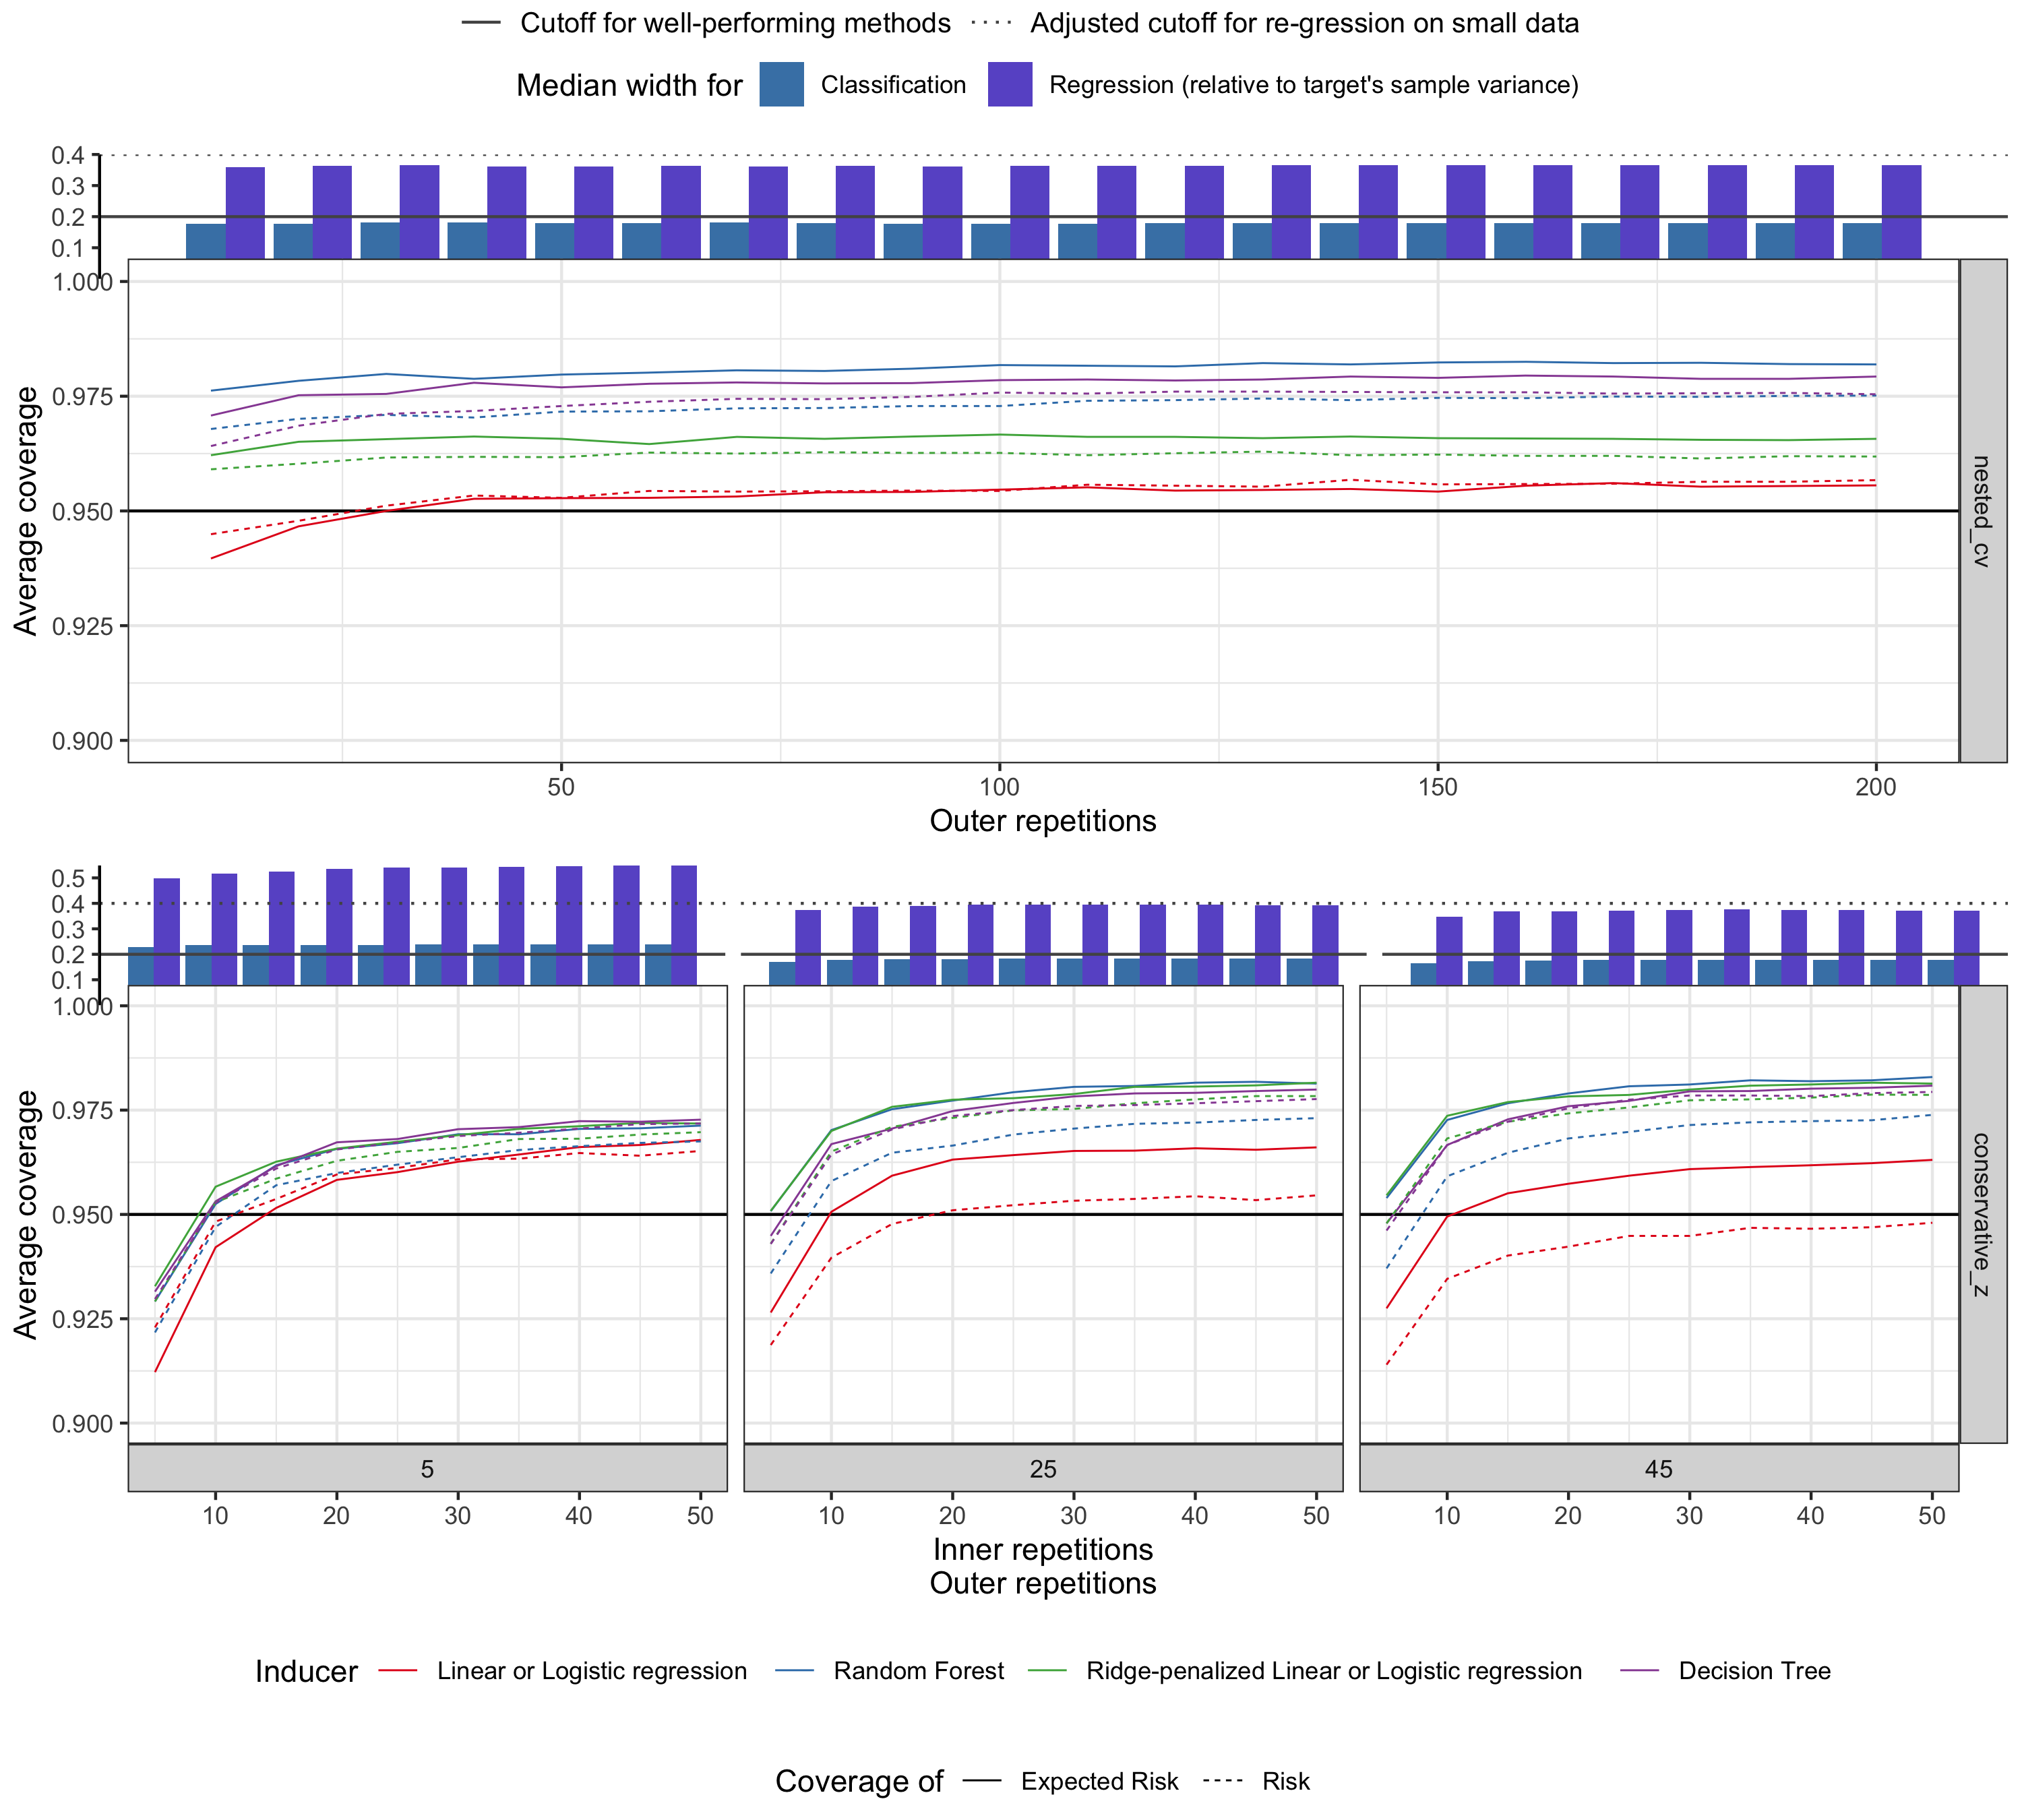 Cutoff for well-performing methods Adjusted cutoff for re-gression on small data
Median width for Classification Regression (relative to target's sample variance)
0.4
0.3
0.2
0.1
1.000
0.975
0.950
0.925
0.900
Average coverage
nested_cv
50 100 150 200
Outer repetitions
0.5
0.4
0.3
0.2
0.1
1.000
0.975
0.950
0.925
0.900
Average coverage
conservative_z
5 25 45
10 20 30 40 50 10 20 30 40 50 10 20 30 40 50
Inner repetitions
Outer repetitions
Inducer Linear or Logistic regression Random Forest Ridge-penalized Linear or Logistic regression Decision Tree
Coverage of Expected Risk Risk